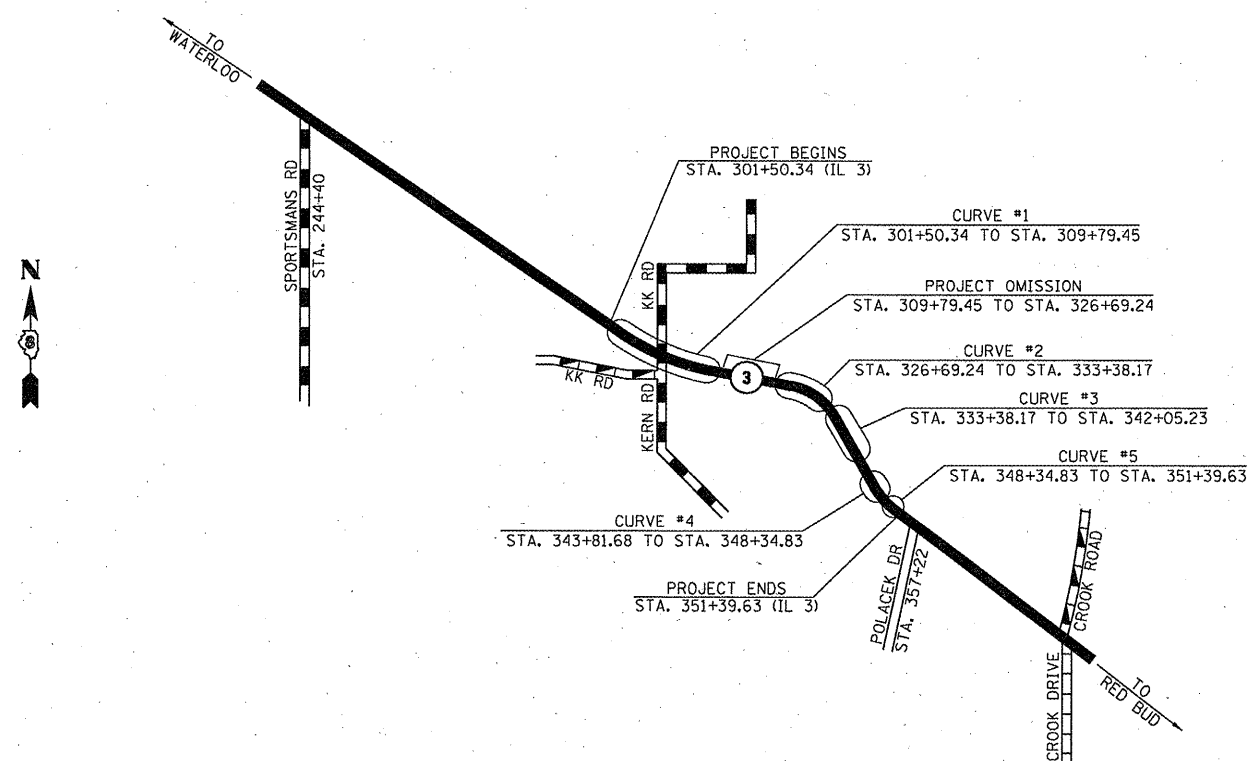 TO
WATERLOO
SPORTSMANS RD
STA. 244+40
PROJECT BEGINS
STA. 301+50.34 (IL 3)
CURVE #1
STA. 301+50.34 TO STA. 309+79.45
KK RD
PROJECT OMISSION
STA. 309+79.45 TO STA. 326+69.24
N
CURVE #2
STA. 326+69.24 TO STA. 333+38.17
KK RD
3
KERN RD
CURVE #3
STA. 333+38.17 TO STA. 342+05.23
CURVE #5
STA. 348+34.83 TO STA. 351+39.63
CURVE #4
STA. 343+81.68 TO STA. 348+34.83
PROJECT ENDS
STA. 351+39.63 (IL 3)
POLACEK DR
STA. 357+22
CROOK ROAD
CROOK DRIVE
TO
RED BUD